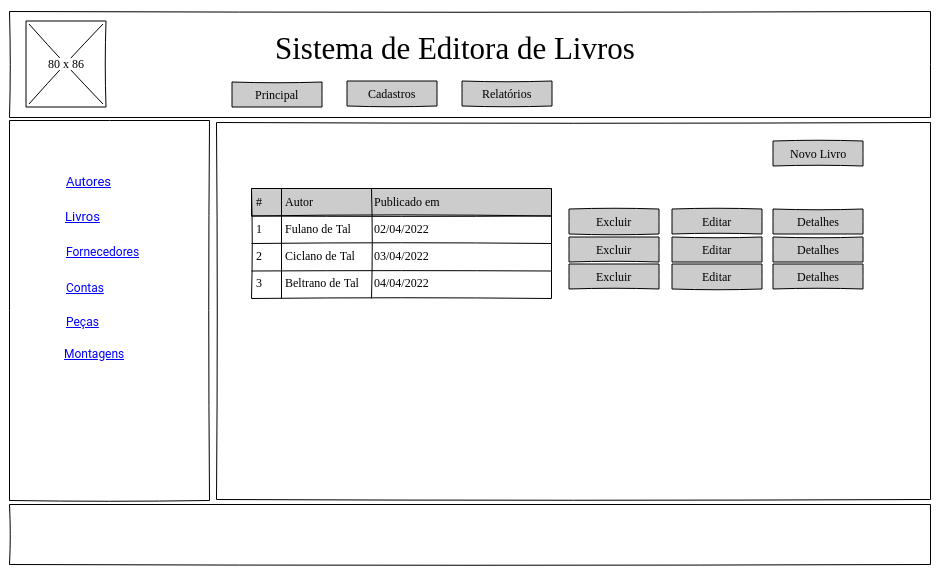 80 x 86
Sistema de Editora de Livros
Principal Cadastros Relatórios
Autores
Livros
Fornecedores
Contas
Peças
Montagens
Novo Livro
# Autor Publicado em
1 Fulano de Tal 02/04/2022 Excluir Editar Detalhes
2 Ciclano de Tal 03/04/2022 Excluir Editar Detalhes
3 Beltrano de Tal 04/04/2022 Excluir Editar Detalhes